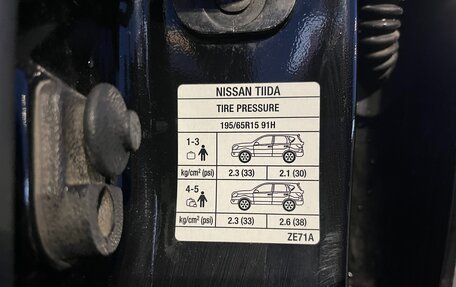 NISSAN TIIDA
TIRE PRESSURE
195/65R15 91H
1-3
kg/cm² (psi) 2.3 (33) 2.1 (30)
4-5
kg/cm² (psi) 2.3 (33) 2.6 (38)
ZE71A